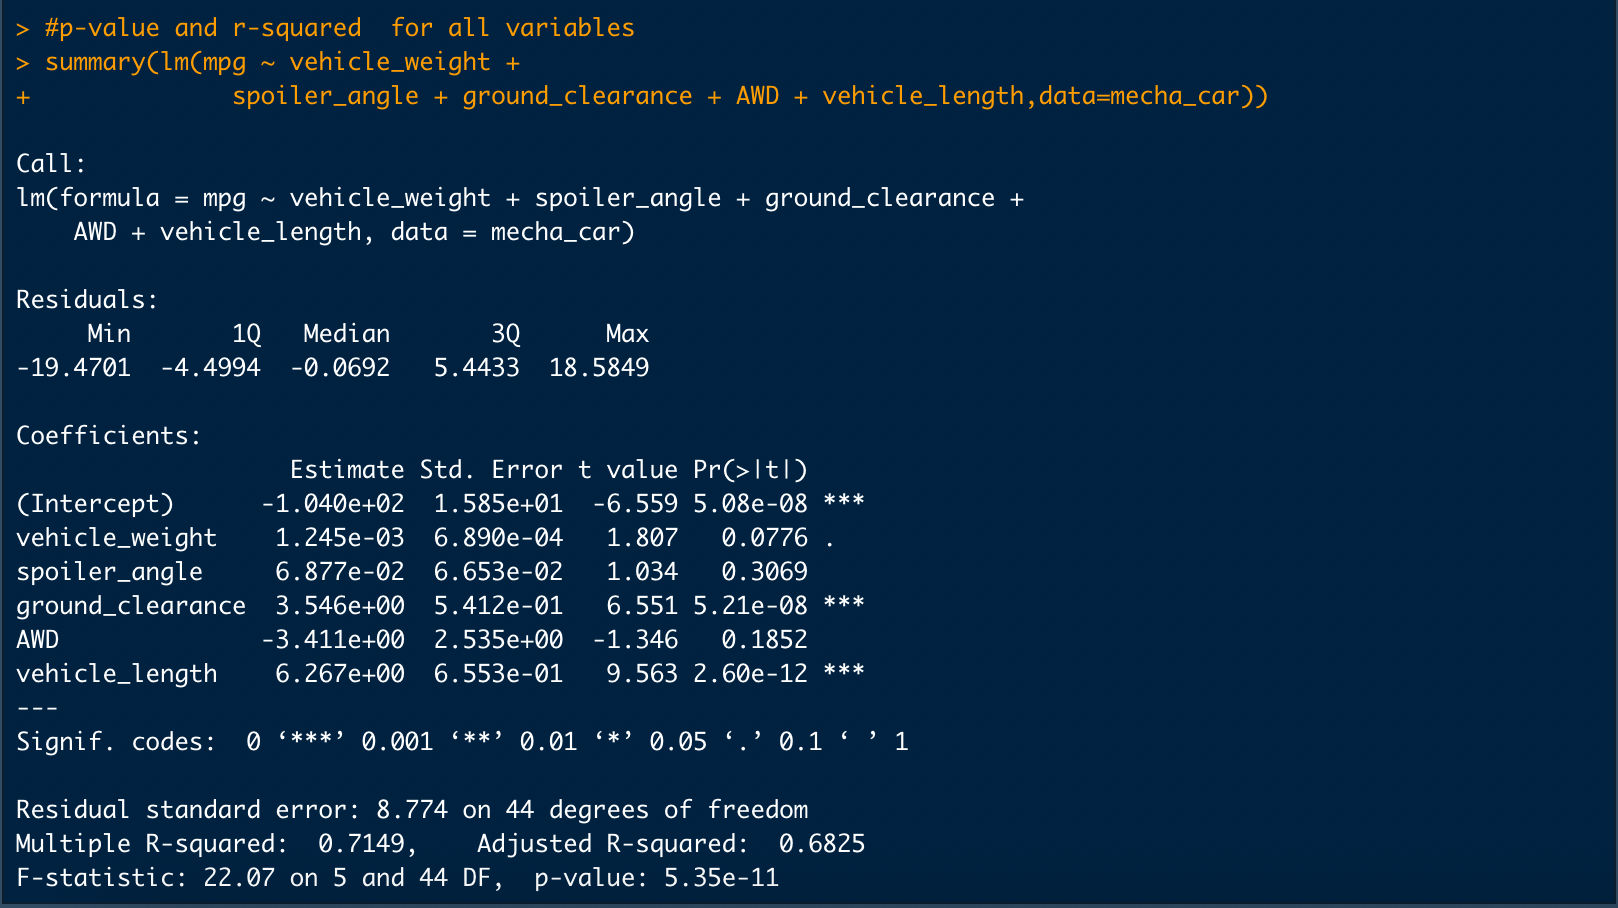 > #p-value and r-squared  for all variables
> summary(lm(mpg ~ vehicle_weight +
+              spoiler_angle + ground_clearance + AWD + vehicle_length,data=mecha_car))

Call:
lm(formula = mpg ~ vehicle_weight + spoiler_angle + ground_clearance +
    AWD + vehicle_length, data = mecha_car)

Residuals:
     Min       1Q   Median       3Q      Max
-19.4701  -4.4994  -0.0692   5.4433  18.5849

Coefficients:
                   Estimate Std. Error t value Pr(>|t|)
(Intercept)      -1.040e+02  1.585e+01  -6.559 5.08e-08 ***
vehicle_weight    1.245e-03  6.890e-04   1.807   0.0776 .
spoiler_angle     6.877e-02  6.653e-02   1.034   0.3069
ground_clearance  3.546e+00  5.412e-01   6.551 5.21e-08 ***
AWD              -3.411e+00  2.535e+00  -1.346   0.1852
vehicle_length    6.267e+00  6.553e-01   9.563 2.60e-12 ***
---
Signif. codes:  0 ‘***’ 0.001 ‘**’ 0.01 ‘*’ 0.05 ‘.’ 0.1 ‘ ’ 1

Residual standard error: 8.774 on 44 degrees of freedom
Multiple R-squared:  0.7149,    Adjusted R-squared:  0.6825
F-statistic: 22.07 on 5 and 44 DF,  p-value: 5.35e-11